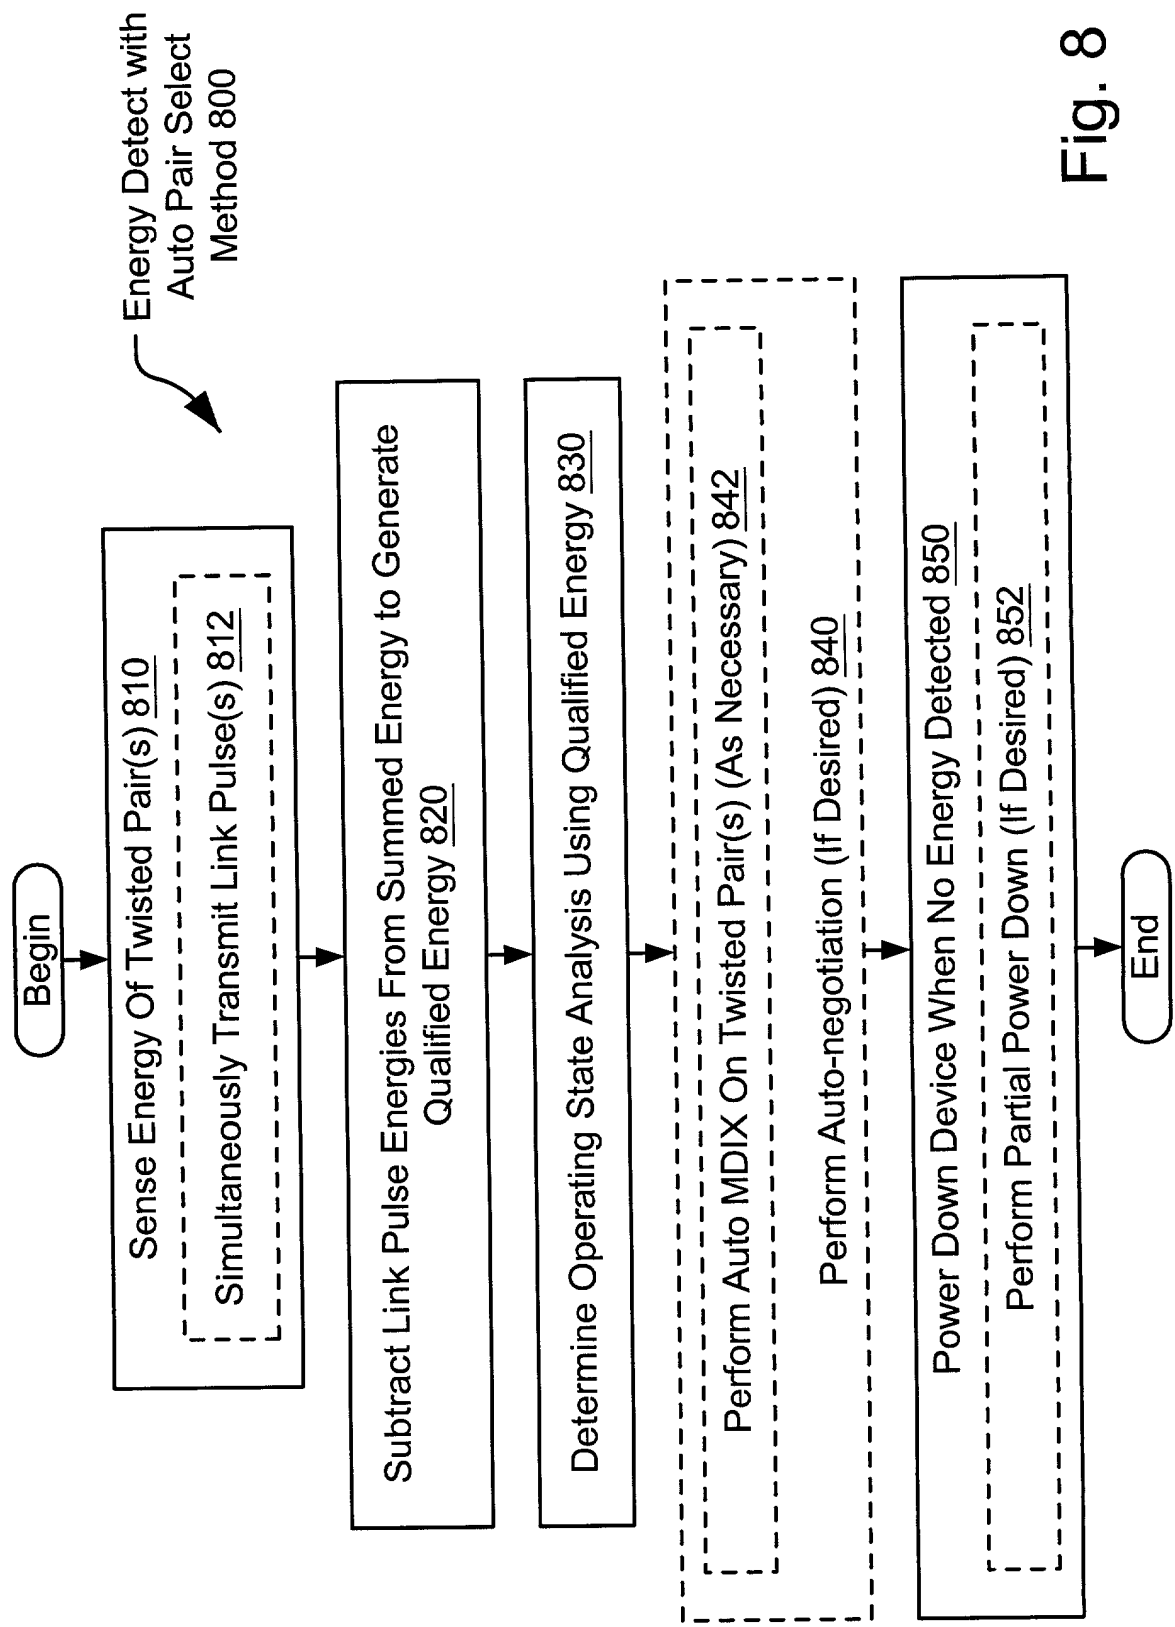 Energy Detect with
Auto Pair Select
Method 800
Begin
Sense Energy Of Twisted Pair(s) 810
Simultaneously Transmit Link Pulse(s) 812
Subtract Link Pulse Energies From Summed Energy to Generate
Qualified Energy 820
Determine Operating State Analysis Using Qualified Energy 830
Perform Auto MDIX On Twisted Pair(s) (As Necessary) 842
Perform Auto-negotiation (If Desired) 840
Power Down Device When No Energy Detected 850
Perform Partial Power Down (If Desired) 852
End
Fig. 8